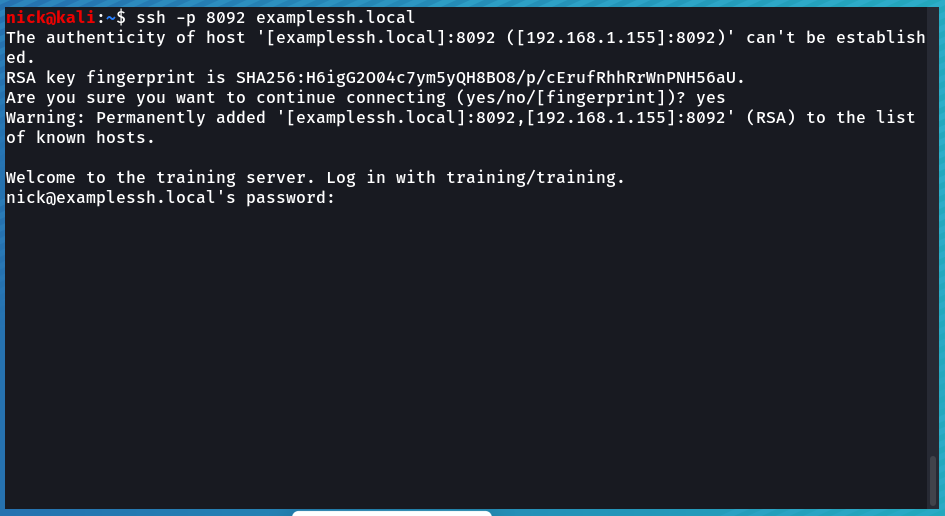 nick@kali:~$ ssh -p 8092 examplessh.local
The authenticity of host '[examplessh.local]:8092 ([192.168.1.155]:8092)' can't be establish
ed.
RSA key fingerprint is SHA256:H6igG2O04c7ym5yQH8BO8/p/cErufRhhRrWnPNH56aU.
Are you sure you want to continue connecting (yes/no/[fingerprint])? yes
Warning: Permanently added '[examplessh.local]:8092,[192.168.1.155]:8092' (RSA) to the list
of known hosts.
Welcome to the training server. Log in with training/training.
nick@examplessh.local's password: